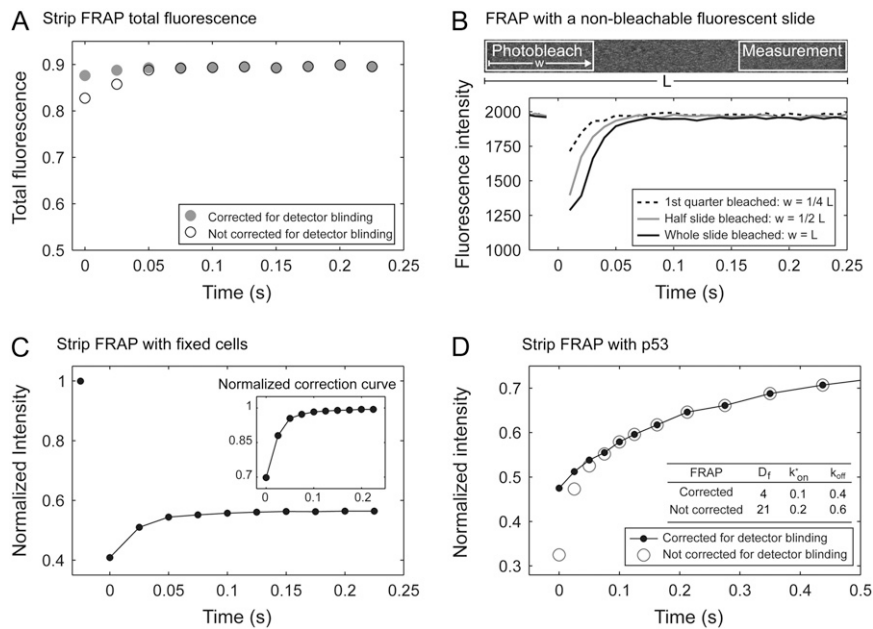 A Strip FRAP total fluorescence
Total fluorescence
1
0.9
0.8
0.7
0.6
0.5
Corrected for detector blinding
Not corrected for detector blinding
0 0.05 0.1 0.15 0.2 0.25
Time (s)
B FRAP with a non-bleachable fluorescent slide
Photobleach
w
Measurement
L
Fluorescence intensity
2000
1750
1500
1250
1000
1st quarter bleached: w = 1/4 L
Half slide bleached: w = 1/2 L
Whole slide bleached: w = L
0 0.05 0.1 0.15 0.2 0.25
Time (s)
C Strip FRAP with fixed cells
Normalized Intensity
1
0.8
0.6
0.4
Normalized correction curve
1
0.85
0.7
0 0.1 0.2
0 0.05 0.1 0.15 0.2 0.25
Time (s)
D Strip FRAP with p53
Normalized intensity
0.7
0.6
0.5
0.4
0.3
FRAP Df k*on koff
Corrected 4 0.1 0.4
Not corrected 21 0.2 0.6
Corrected for detector blinding
Not corrected for detector blinding
0 0.1 0.2 0.3 0.4 0.5
Time (s)